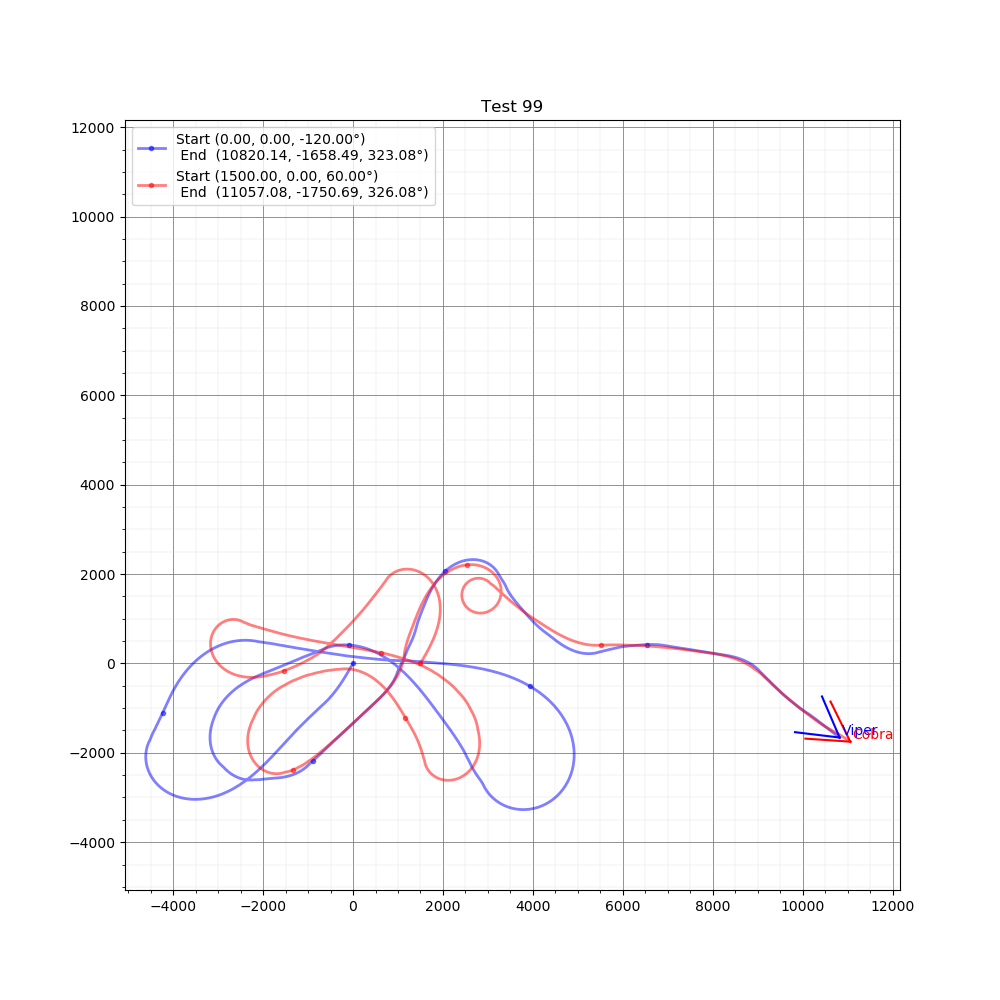 Test 99
12000
10000
8000
6000
4000
2000
0
−2000
−4000
Start (0.00, 0.00, -120.00°)
End  (10820.14, -1658.49, 323.08°)
Start (1500.00, 0.00, 60.00°)
End  (11057.08, -1750.69, 326.08°)
Viper
Cobra
−4000 −2000 0 2000 4000 6000 8000 10000 12000